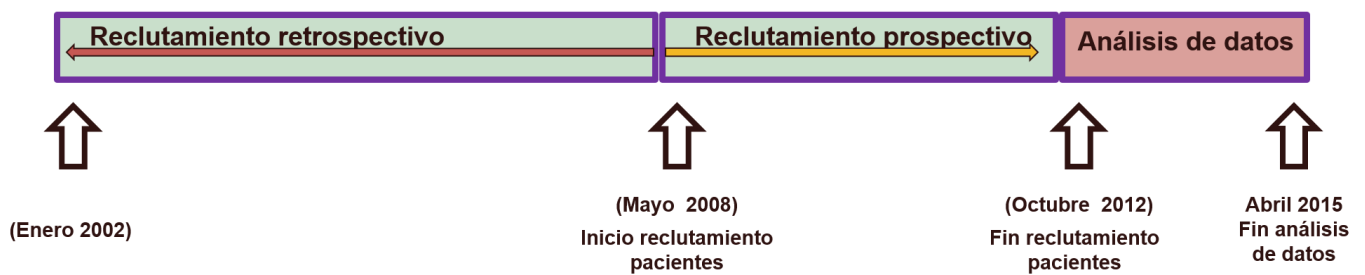 Reclutamiento retrospectivo
Reclutamiento prospectivo
Análisis de datos
(Enero 2002)
(Mayo 2008)
Inicio reclutamiento
pacientes
(Octubre 2012)
Fin reclutamiento
pacientes
Abril 2015
Fin análisis
de datos